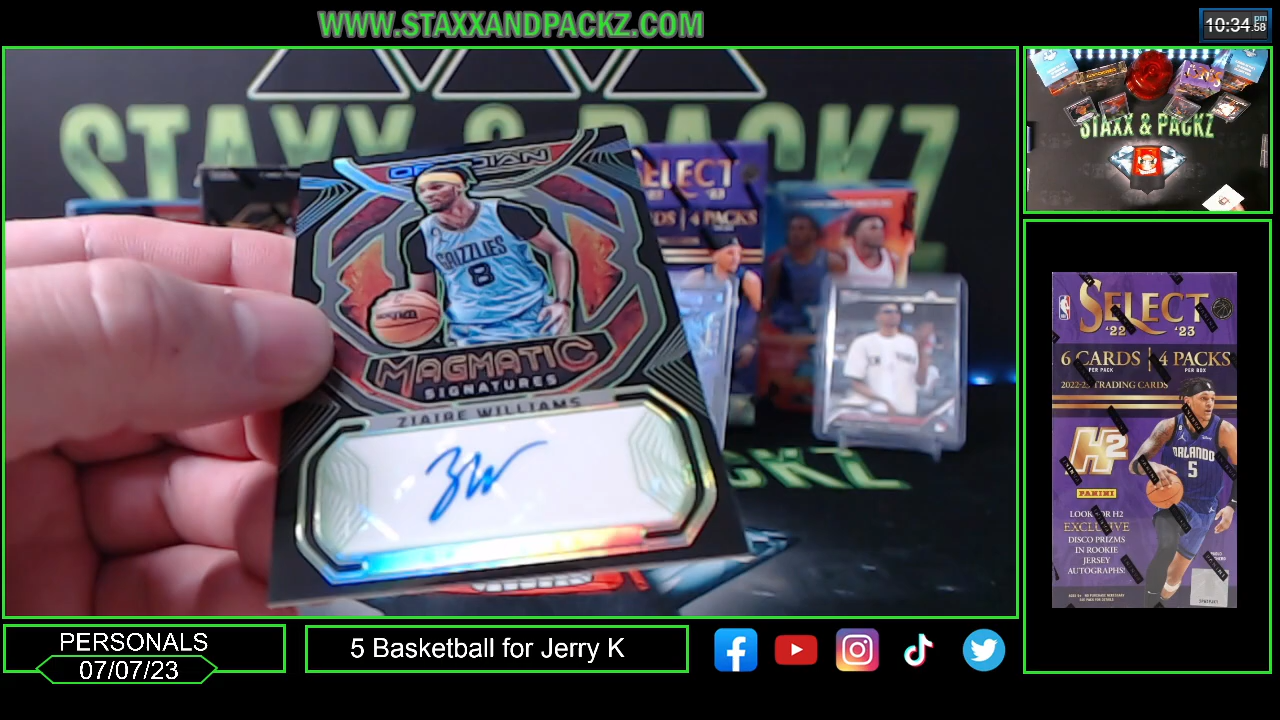 WWW.STAXXANDPACKZ.COM
10:34 pm
.58
STAXX & PACKZ
OBSIDIAN
GRIZZLIES
8
MAGMATIC
SIGNATURES
ZIAIRE WILLIAMS
SELECT
'23
CARDS | 4 PACKS
STAXX & PACKZ
SELECT
'22 '23
6 CARDS | 4 PACKS
PER PACK PER BOX
2022-23 TRADING CARDS
H2
PANINI
ORLANDO
5
LOOK FOR H2
EXCLUSIVE
DISCO PRIZMS
IN ROOKIE
JERSEY
AUTOGRAPHS!
PERSONALS
07/07/23
5 Basketball for Jerry K